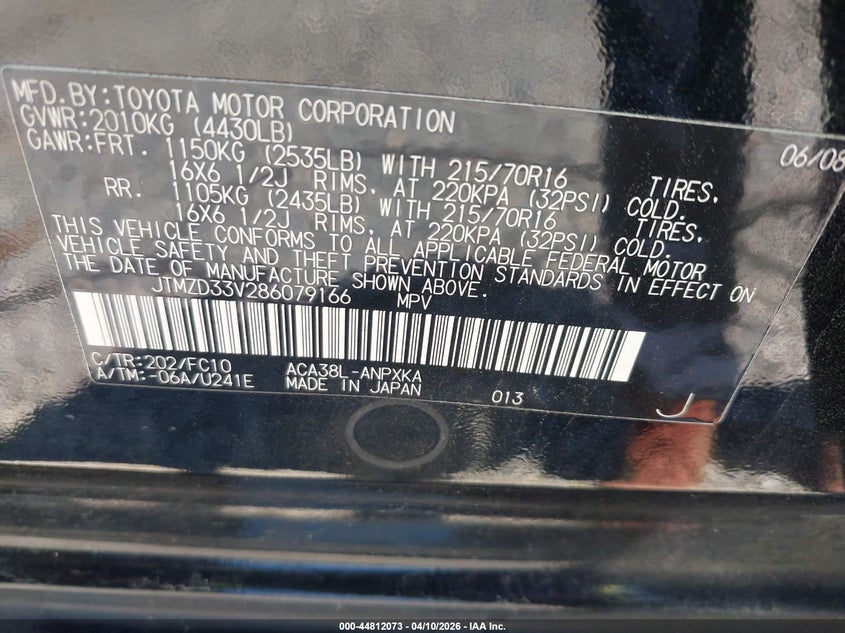 MFD.BY:TOYOTA MOTOR CORPORATION 06/08
GVWR:2010KG (4430LB)
GAWR:FRT. 1150KG (2535LB) WITH 215/70R16 TIRES,
16X6 1/2J RIMS, AT 220KPA (32PSI) COLD.
RR. 1105KG (2435LB) WITH 215/70R16 TIRES,
16X6 1/2J RIMS, AT 220KPA (32PSI) COLD.
THIS VEHICLE CONFORMS TO ALL APPLICABLE FEDERAL MOTOR
VEHICLE SAFETY AND THEFT PREVENTION STANDARDS IN EFFECT ON
THE DATE OF MANUFACTURE SHOWN ABOVE.
JTMZD33V286079166 MPV
C/TR:202/FC10 ACA38L-ANPXKA
A/TM:-06A/U241E MADE IN JAPAN 013 J
000-44812073 - 04/10/2026 - IAA Inc.